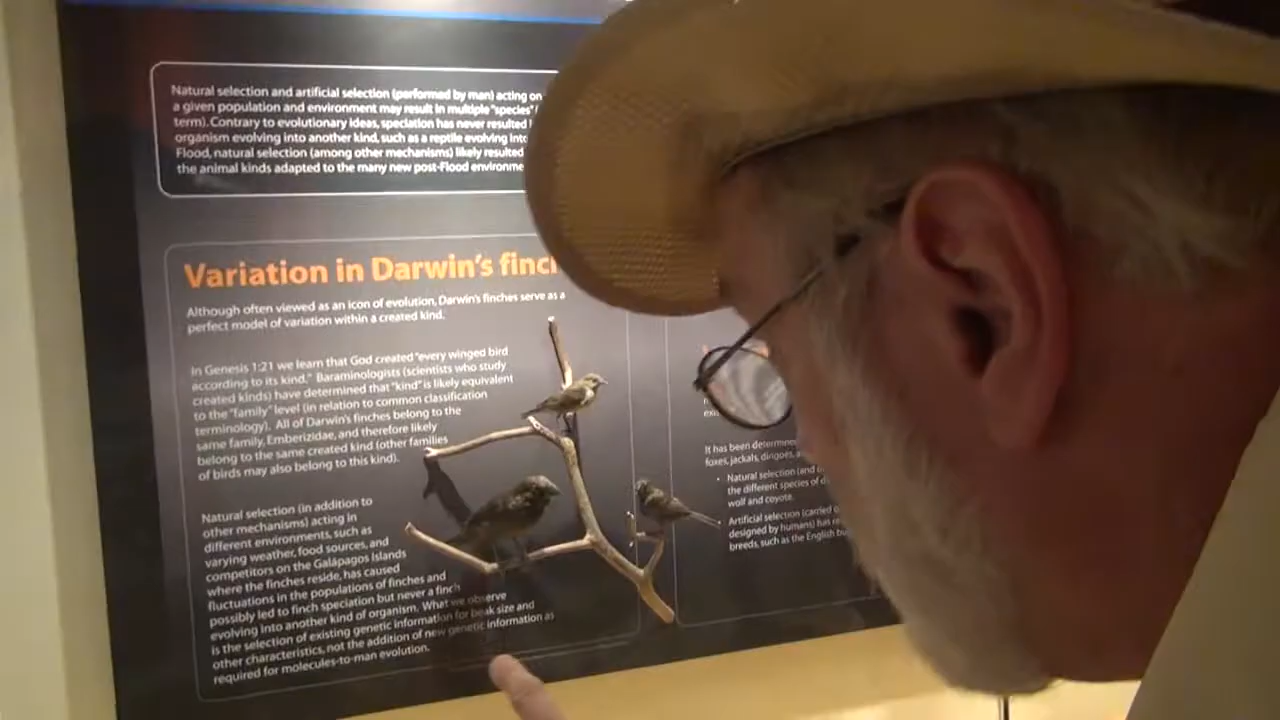 Natural selection and artificial selection (performed by man) acting on
a given population and environment may result in multiple "species"
term). Contrary to evolutionary ideas, speciation has never resulted
organism evolving into another kind, such as a reptile evolving into
Flood, natural selection (among other mechanisms) likely resulted
the animal kinds adapted to the many new post-Flood environme
Variation in Darwin's finc
Although often viewed as an icon of evolution, Darwin's finches serve as a
perfect model of variation within a created kind.
In Genesis 1:21 we learn that God created "every winged bird
according to its kind." Baraminologists (scientists who study
created kinds) have determined that "kind" is likely equivalent
to the "family" level (in relation to common classification
terminology). All of Darwin's finches belong to the
same family, Emberizidae, and therefore likely
belong to the same created kind (other families
of birds may also belong to this kind).
Natural selection (in addition to
other mechanisms) acting in
different environments, such as
varying weather, food sources, and
competitors on the Galápagos Islands
where the finches reside, has caused
fluctuations in the populations of finches and
possibly led to finch speciation but never a finch
evolving into another kind of organism. What we observe
is the selection of existing genetic information for beak size and
other characteristics, not the addition of new genetic information as
required for molecules-to-man evolution.
It has been determine
foxes, jackals, dingoes,
• Natural selection (and
the different species of d
wolf and coyote.
Artificial selection (carried
designed by humans) has re
breeds, such as the English bu